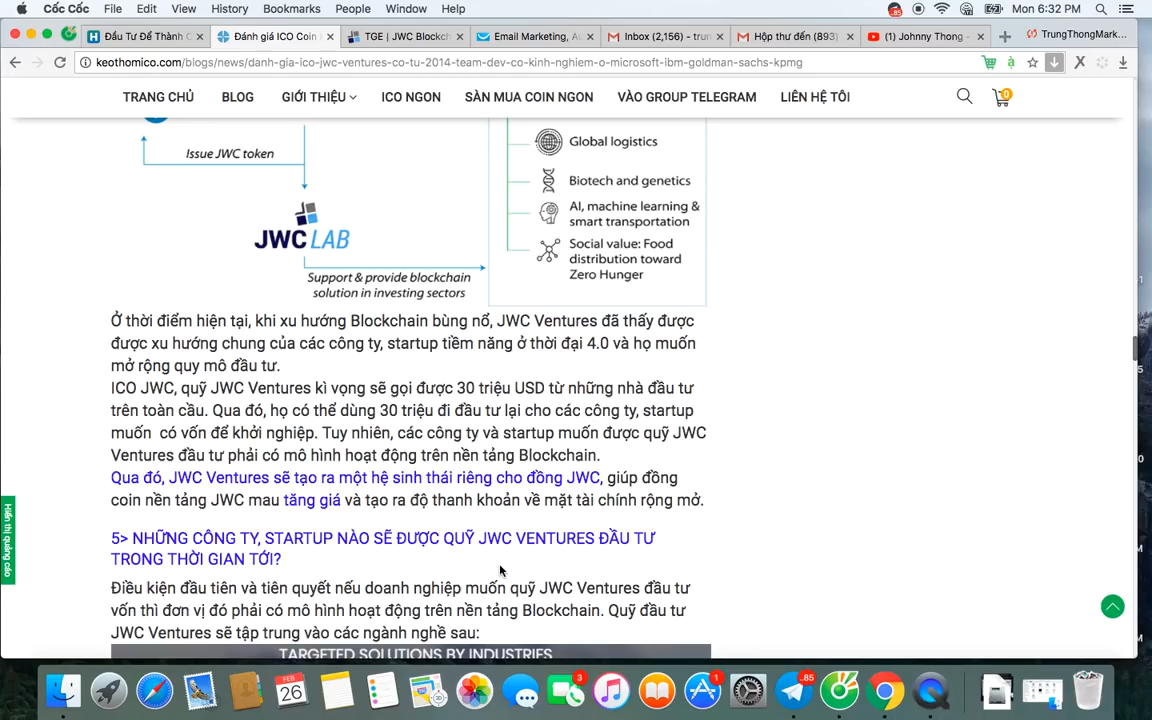 Cốc Cốc File Edit View History Bookmarks People Window Help
.85
Mon 6:32 PM
Đầu Tư Để Thành C
Đánh giá ICO Coin
TGE | JWC Blockch
Email Marketing, Au
Inbox (2,156) - trun
Hộp thư đến (893)
(1) Johnny Thong -
TrungThongMark
keothomico.com/blogs/news/danh-gia-ico-jwc-ventures-co-tu-2014-team-dev-co-kinh-nghiem-o-microsoft-ibm-goldman-sachs-kpmg
TRANG CHỦ BLOG GIỚI THIỆU ICO NGON SÀN MUA COIN NGON VÀO GROUP TELEGRAM LIÊN HỆ TÔI
0
Issue JWC token
JWC LAB
Support & provide blockchain
solution in investing sectors
Global logistics
Biotech and genetics
AI, machine learning &
smart transportation
Social value: Food
distribution toward
Zero Hunger
Ở thời điểm hiện tại, khi xu hướng Blockchain bùng nổ, JWC Ventures đã thấy được
được xu hướng chung của các công ty, startup tiềm năng ở thời đại 4.0 và họ muốn
mở rộng quy mô đầu tư.
ICO JWC, quỹ JWC Ventures kì vọng sẽ gọi được 30 triệu USD từ những nhà đầu tư
trên toàn cầu. Qua đó, họ có thể dùng 30 triệu đi đầu tư lại cho các công ty, startup
muốn có vốn để khởi nghiệp. Tuy nhiên, các công ty và startup muốn được quỹ JWC
Ventures đầu tư phải có mô hình hoạt động trên nền tảng Blockchain.
Qua đó, JWC Ventures sẽ tạo ra một hệ sinh thái riêng cho đồng JWC, giúp đồng
coin nền tảng JWC mau tăng giá và tạo ra độ thanh khoản về mặt tài chính rộng mở.
5> NHỮNG CÔNG TY, STARTUP NÀO SẼ ĐƯỢC QUỸ JWC VENTURES ĐẦU TƯ
TRONG THỜI GIAN TỚI?
Điều kiện đầu tiên và tiên quyết nếu doanh nghiệp muốn quỹ JWC Ventures đầu tư
vốn thì đơn vị đó phải có mô hình hoạt động trên nền tảng Blockchain. Quỹ đầu tư
JWC Ventures sẽ tập trung vào các ngành nghề sau:
TARGETED SOLUTIONS BY INDUSTRIES
Hiển thị quảng cáo
FEB
26
3
1
.85